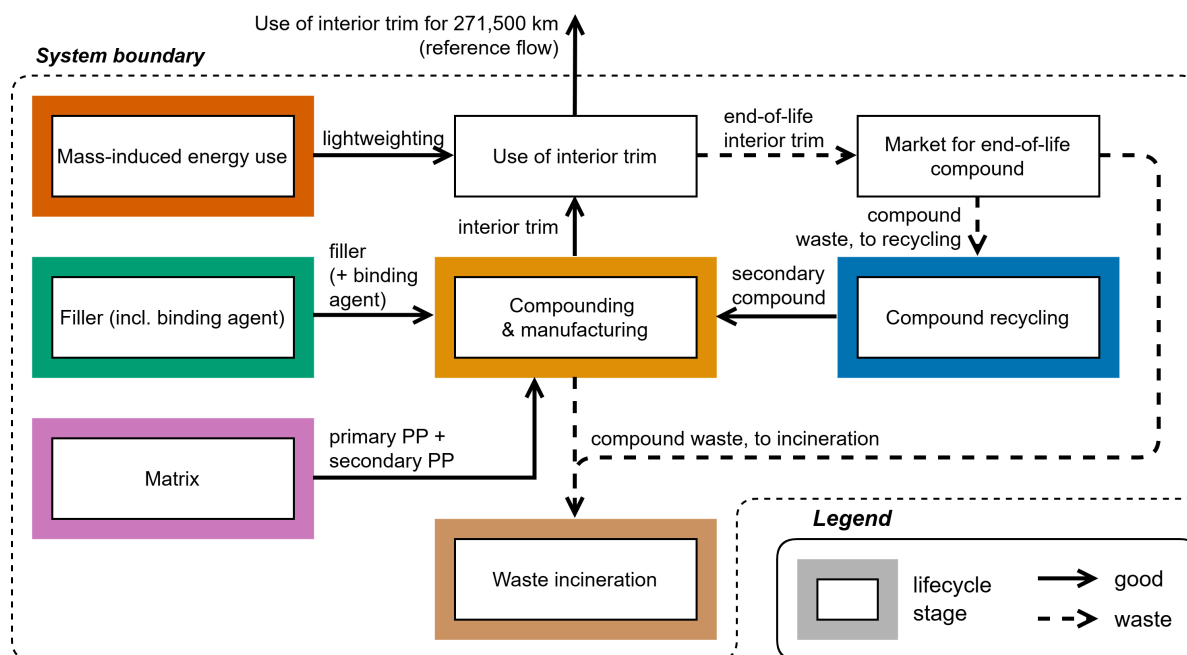 Use of interior trim for 271,500 km
(reference flow)
System boundary
Mass-induced energy use
lightweighting
Use of interior trim
end-of-life
interior trim
Market for end-of-life
compound
interior trim
compound
waste, to recycling
filler
(+ binding
agent)
Filler (incl. binding agent)
Compounding
& manufacturing
secondary
compound
Compound recycling
primary PP +
secondary PP
Matrix
compound waste, to incineration
Waste incineration
Legend
lifecycle
stage
good
waste